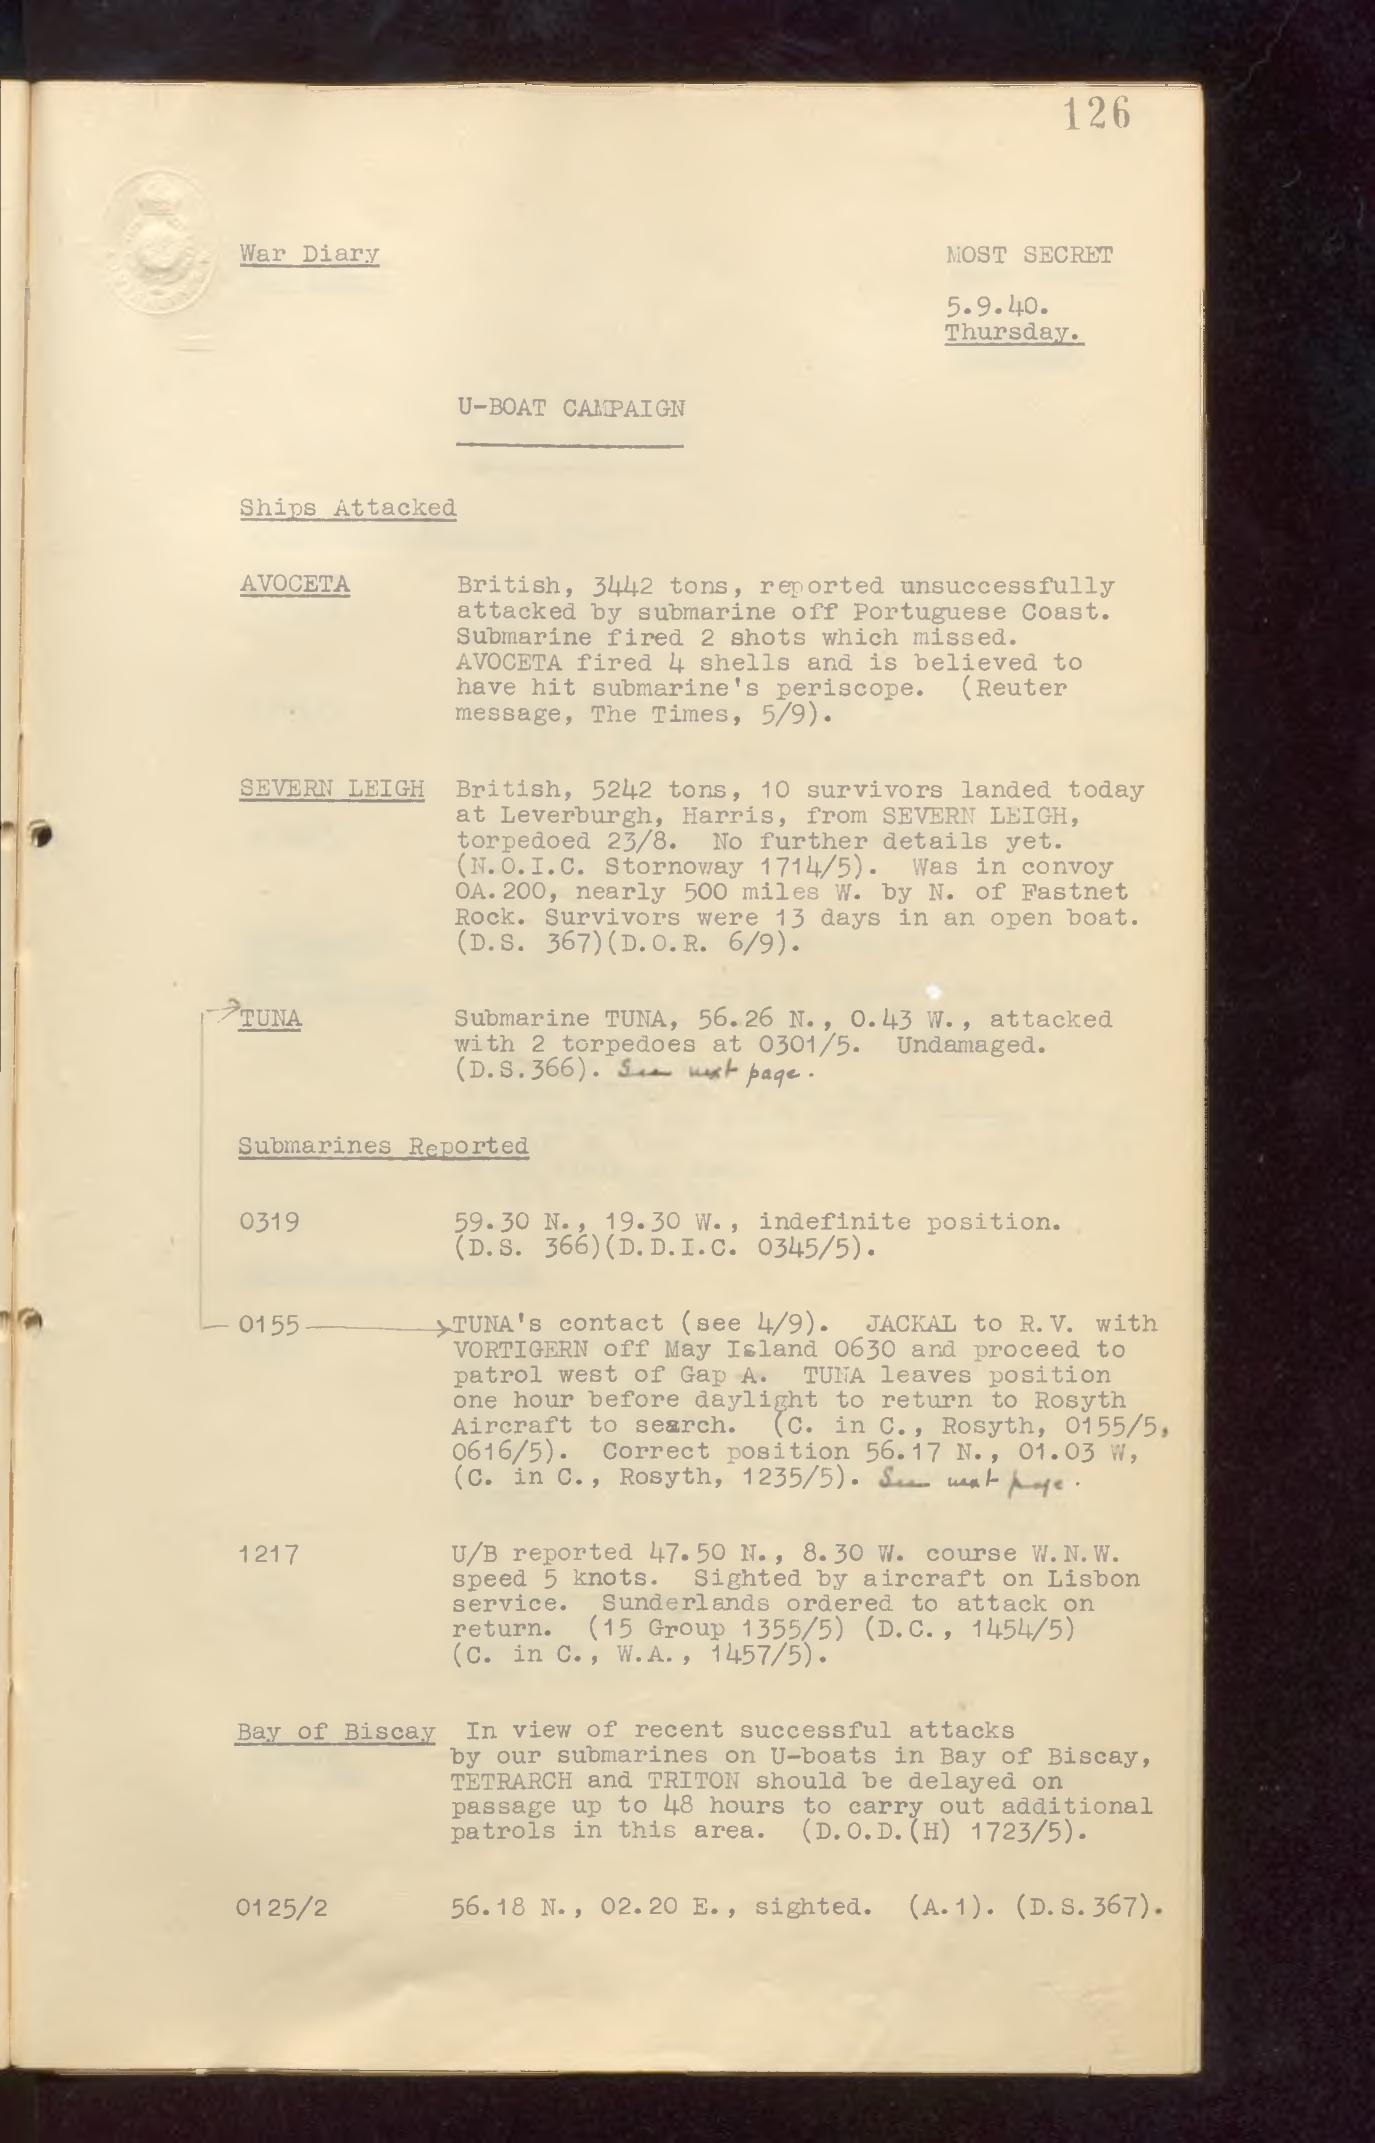 126
War Diary
MOST SECRET
5.9.40.
Thursday.
U-BOAT CAMPAIGN
Ships Attacked
AVOCETA British, 3442 tons, reported unsuccessfully
attacked by submarine off Portuguese Coast.
Submarine fired 2 shots which missed.
AVOCETA fired 4 shells and is believed to
have hit submarine's periscope. (Reuter
message, The Times, 5/9).
SEVERN LEIGH British, 5242 tons, 10 survivors landed today
at Leverburgh, Harris, from SEVERN LEIGH,
torpedoed 23/8. No further details yet.
(N.O.I.C. Stornoway 1714/5). Was in convoy
OA.200, nearly 500 miles W. by N. of Fastnet
Rock. Survivors were 13 days in an open boat.
(D.S. 367)(D.O.R. 6/9).
TUNA Submarine TUNA, 56.26 N., 0.43 W., attacked
with 2 torpedoes at 0301/5. Undamaged.
(D.S.366). See next page.
Submarines Reported
0319 59.30 N., 19.30 W., indefinite position.
(D.S. 366)(D.D.I.C. 0345/5).
0155 TUNA's contact (see 4/9). JACKAL to R.V. with
VORTIGERN off May Island 0630 and proceed to
patrol west of Gap A. TUNA leaves position
one hour before daylight to return to Rosyth
Aircraft to search. (C. in C., Rosyth, 0155/5,
0616/5). Correct position 56.17 N., 01.03 W,
(C. in C., Rosyth, 1235/5). See next page.
1217 U/B reported 47.50 N., 8.30 W. course W.N.W.
speed 5 knots. Sighted by aircraft on Lisbon
service. Sunderlands ordered to attack on
return. (15 Group 1355/5) (D.C., 1454/5)
(C. in C., W.A., 1457/5).
Bay of Biscay In view of recent successful attacks
by our submarines on U-boats in Bay of Biscay,
TETRARCH and TRITON should be delayed on
passage up to 48 hours to carry out additional
patrols in this area. (D.O.D.(H) 1723/5).
0125/2 56.18 N., 02.20 E., sighted. (A.1). (D.S.367).